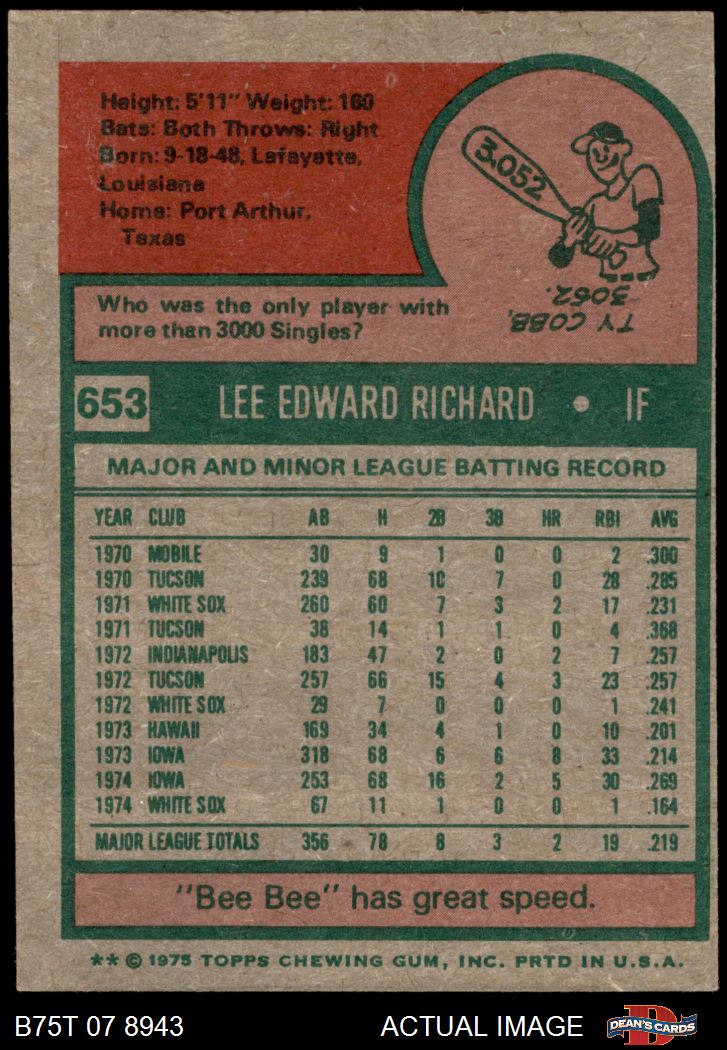 Height: 5'11" Weight: 160
Bats: Both Throws: Right
Born: 9-18-48, Lafayette,
Louisiana
Home: Port Arthur,
Texas
3,052
TY COBB,
3052.
Who was the only player with
more than 3000 Singles?
653 LEE EDWARD RICHARD • IF
MAJOR AND MINOR LEAGUE BATTING RECORD
YEAR CLUB AB H 2B 3B HR RBI AVG
1970 MOBILE 30 9 1 0 0 2 .300
1970 TUCSON 239 68 10 7 0 28 .285
1971 WHITE SOX 260 60 7 3 2 17 .231
1971 TUCSON 38 14 1 1 0 4 .368
1972 INDIANAPOLIS 183 47 2 0 2 7 .257
1972 TUCSON 257 66 15 4 3 23 .257
1972 WHITE SOX 29 7 0 0 0 1 .241
1973 HAWAII 169 34 4 1 0 10 .201
1973 IOWA 318 68 6 6 8 33 .214
1974 IOWA 253 68 16 2 5 30 .269
1974 WHITE SOX 67 11 1 0 0 1 .164
MAJOR LEAGUE TOTALS 356 78 8 3 2 19 .219
"Bee Bee" has great speed.
** © 1975 TOPPS CHEWING GUM, INC. PRTD IN U.S.A.
B75T 07 8943 ACTUAL IMAGE DEAN'S CARDS